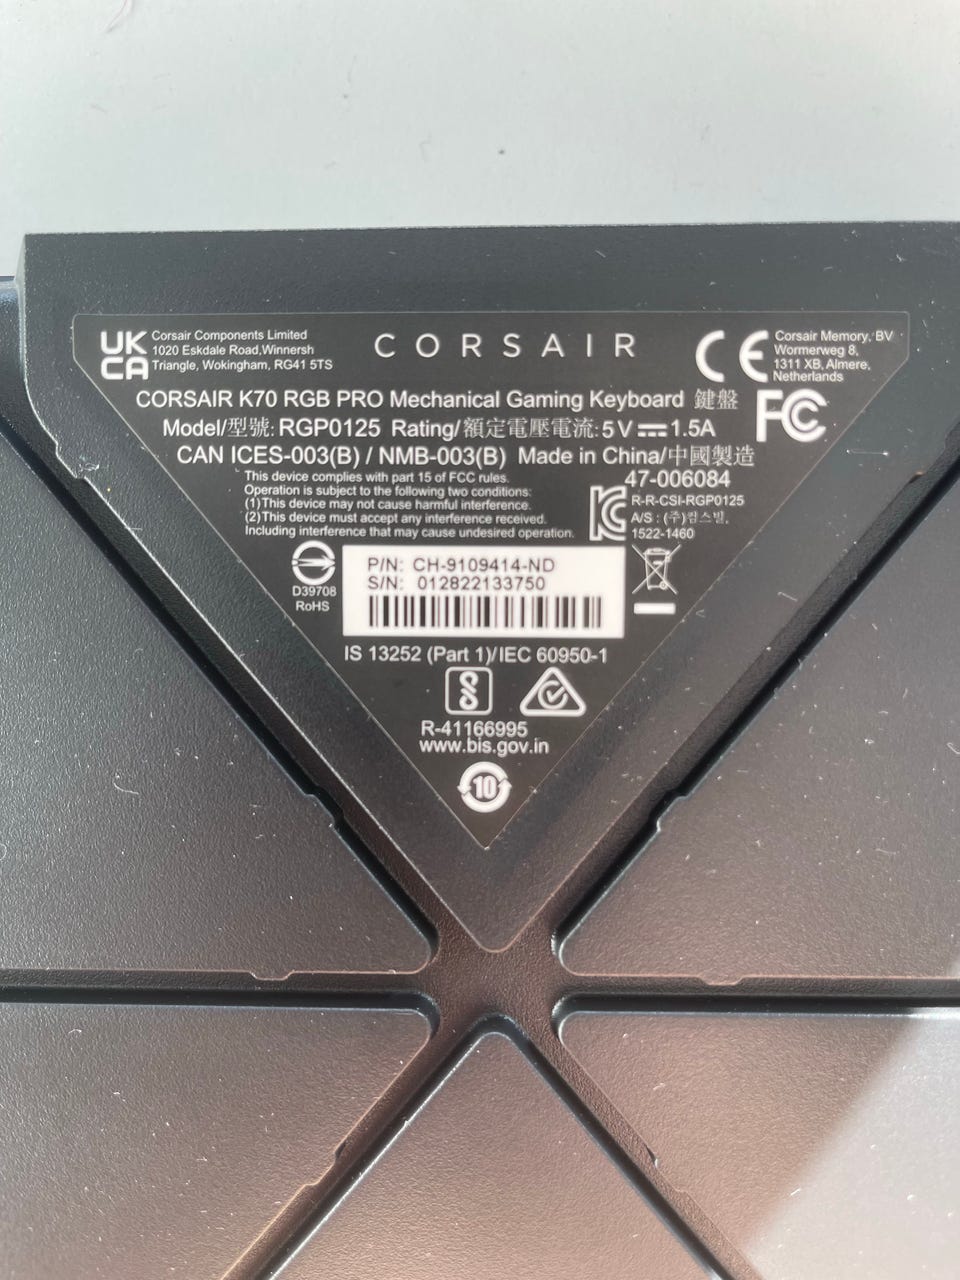 UK
CA
Corsair Components Limited
1020 Eskdale Road,Winnersh
Triangle, Wokingham, RG41 5TS
CORSAIR
CE
Corsair Memory, BV
Wormerweg 8,
1311 XB, Almere,
Netherlands
CORSAIR K70 RGB PRO Mechanical Gaming Keyboard 鍵盤
FC
Model/型號: RGP0125 Rating/額定電壓電流: 5V 1.5A
CAN ICES-003(B) / NMB-003(B) Made in China/中國製造
This device complies with part 15 of FCC rules.
Operation is subject to the following two conditions:
(1)This device may not cause harmful interference.
(2)This device must accept any interference received.
Including interference that may cause undesired operation.
47-006084
R-R-CSI-RGP0125
A/S : (주)컴스빌,
1522-1460
D39708
RoHS
P/N: CH-9109414-ND
S/N: 012822133750
IS 13252 (Part 1)/IEC 60950-1
R-41166995
www.bis.gov.in
10